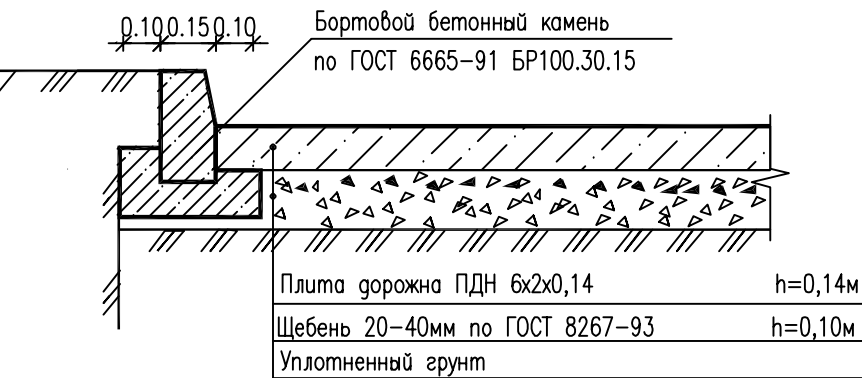 0.10 0.15 0.10
Бортовой бетонный камень
по ГОСТ 6665-91 БР100.30.15
Плита дорожна ПДН 6х2х0,14 h=0,14м
Щебень 20-40мм по ГОСТ 8267-93 h=0,10м
Уплотненный грунт